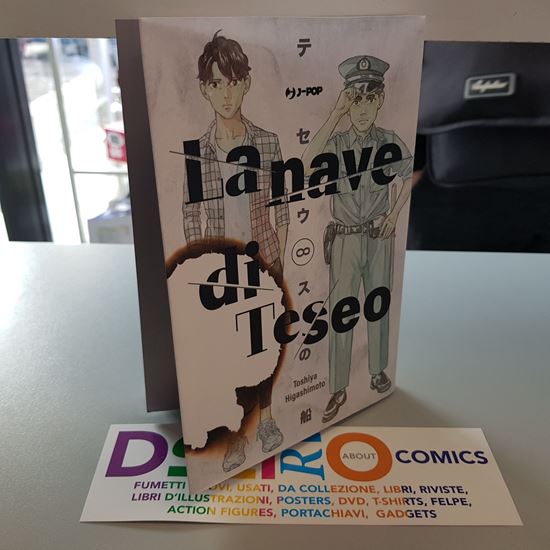 テセウスの船
J-POP
La nave
di
Teseo
8
Toshiya
Higashimoto
ABOUT
COMICS
LIBRI D'ILLUSTRAZIONI, POSTERS, DVD, T-SHIRTS, FELPE,
FUMETTI USATI, DA COLLEZIONE, LIBRI, RIVISTE,
ACTION FIGURES, PORTACHIAVI, GADGETS